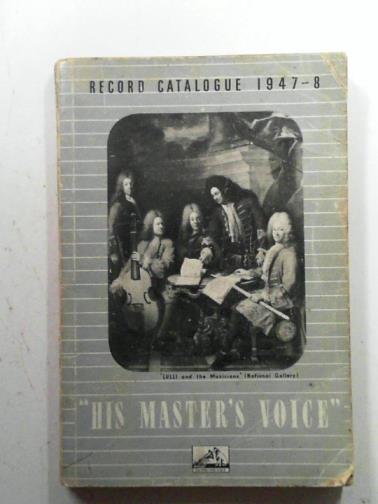 RECORD CATALOGUE 1947-8
"LULLI and the Musicians" (National Gallery)
"HIS MASTER'S VOICE"